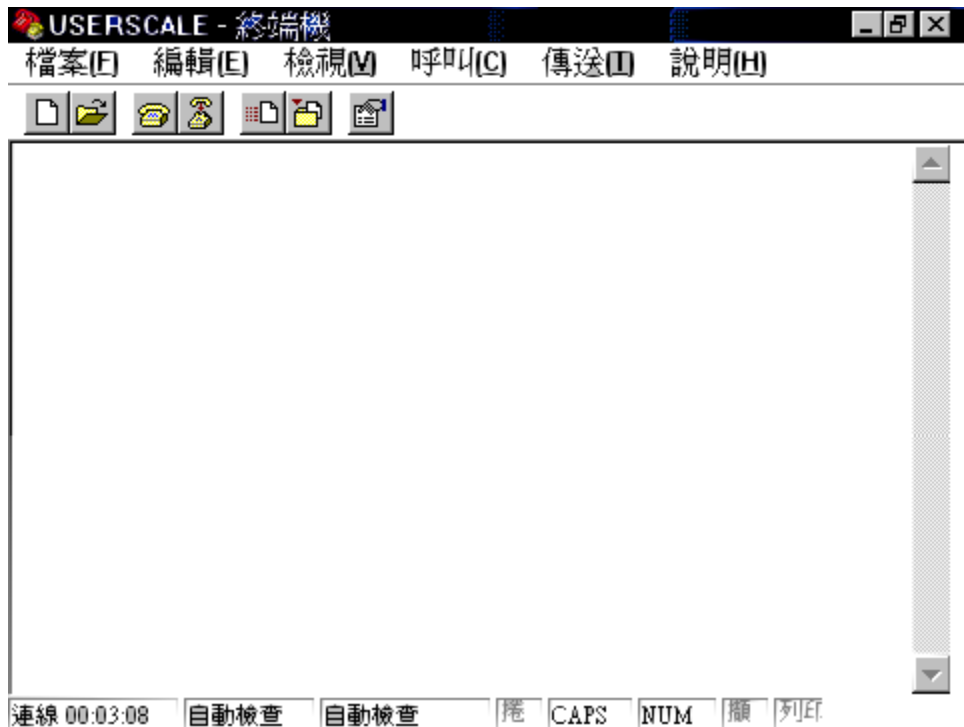 USERSCALE - 終端機
檔案(F) 編輯(E) 檢視(V) 呼叫(C) 傳送(T) 說明(H)
連線 00:03:08 自動檢查 自動檢查 捲 CAPS NUM 擷 列印